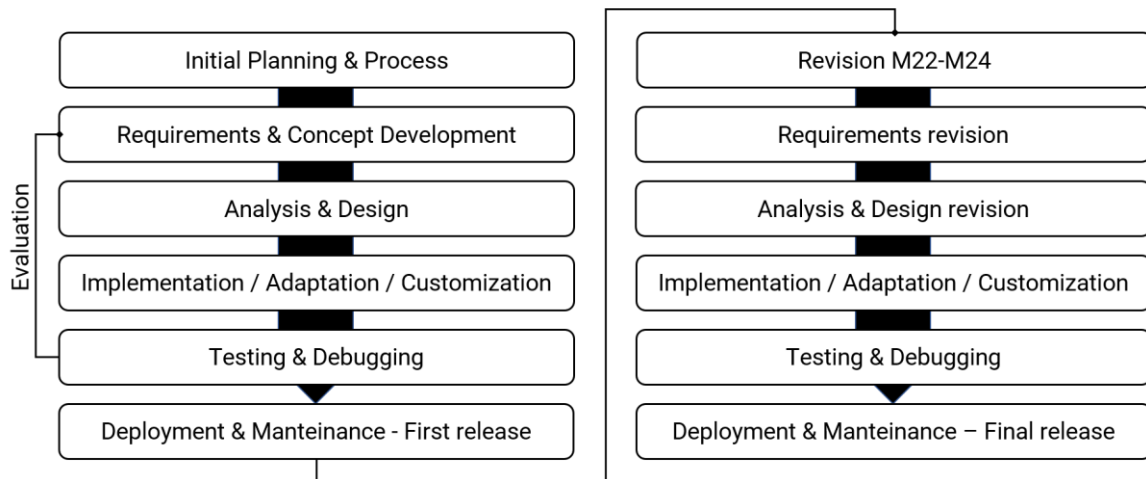 Initial Planning & Process
Requirements & Concept Development
Analysis & Design
Implementation / Adaptation / Customization
Testing & Debugging
Deployment & Manteinance - First release
Evaluation
Revision M22-M24
Requirements revision
Analysis & Design revision
Implementation / Adaptation / Customization
Testing & Debugging
Deployment & Manteinance – Final release